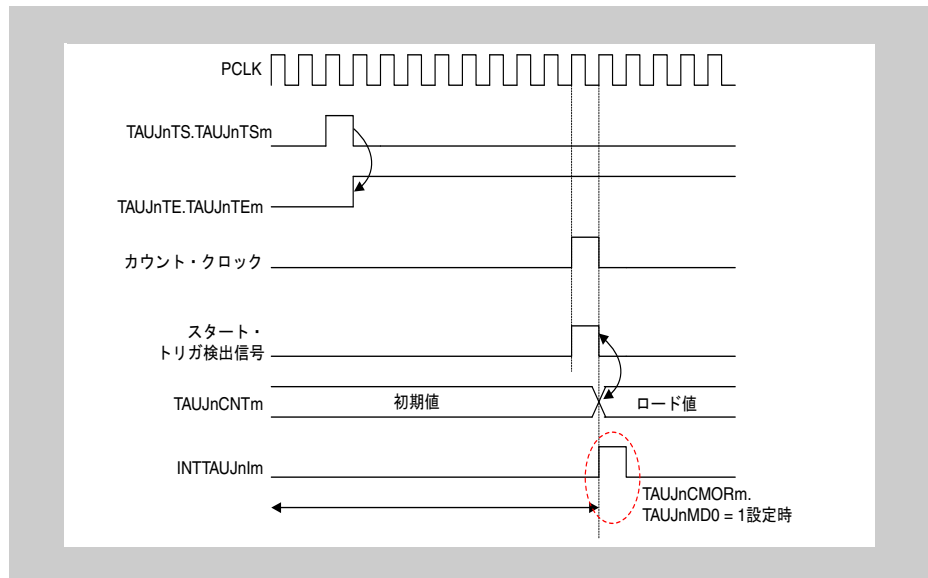 PCLK
TAUJnTS.TAUJnTSm
TAUJnTE.TAUJnTEm
カウント・クロック
スタート・
トリガ検出信号
TAUJnCNTm
初期値
ロード値
INTTAUJnIm
TAUJnCMORm.
TAUJnMD0 = 1設定時